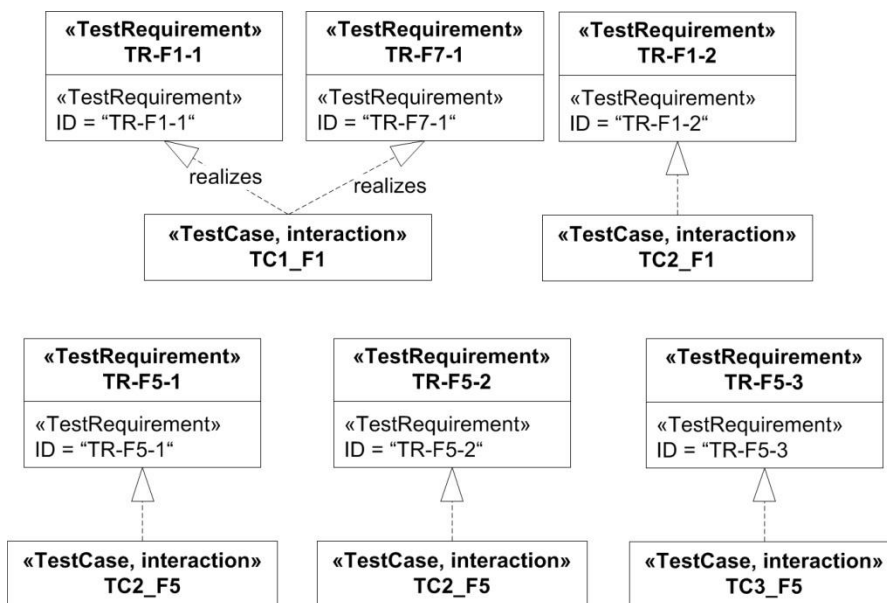 «TestRequirement»
TR-F1-1
«TestRequirement»
ID = “TR-F1-1“
«TestRequirement»
TR-F7-1
«TestRequirement»
ID = “TR-F7-1“
«TestRequirement»
TR-F1-2
«TestRequirement»
ID = “TR-F1-2“
realizes
realizes
«TestCase, interaction»
TC1_F1
«TestCase, interaction»
TC2_F1
«TestRequirement»
TR-F5-1
«TestRequirement»
ID = “TR-F5-1“
«TestRequirement»
TR-F5-2
«TestRequirement»
ID = “TR-F5-2“
«TestRequirement»
TR-F5-3
«TestRequirement»
ID = “TR-F5-3
«TestCase, interaction»
TC2_F5
«TestCase, interaction»
TC2_F5
«TestCase, interaction»
TC3_F5